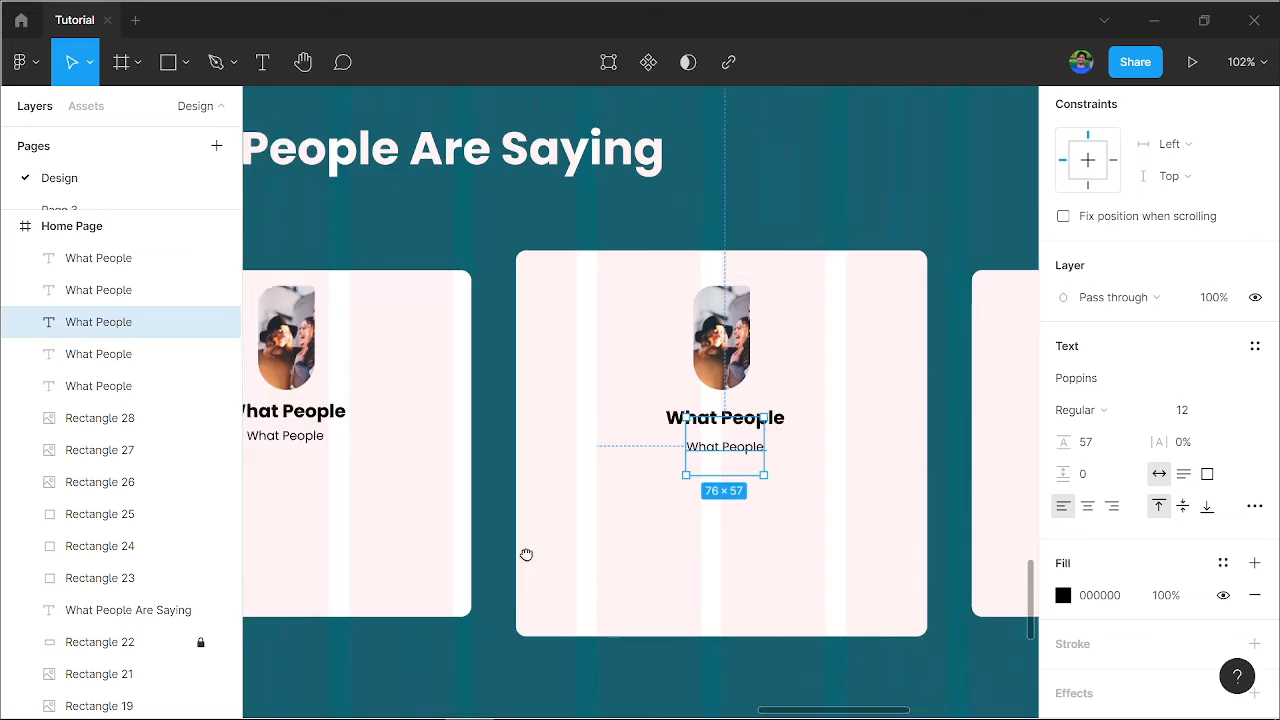 Tutorial
Share
102%
Layers
Assets
Design
Pages
Design
Home Page
What People
What People
What People
What People
What People
Rectangle 28
Rectangle 27
Rectangle 26
Rectangle 25
Rectangle 24
Rectangle 23
What People Are Saying
Rectangle 22
Rectangle 21
Rectangle 19
People Are Saying
What People
What People
What People
What People
76 × 57
Constraints
Left
Top
Fix position when scrolling
Layer
Pass through
100%
Text
Poppins
Regular
12
57
0%
0
Fill
000000
100%
Stroke
Effects
?